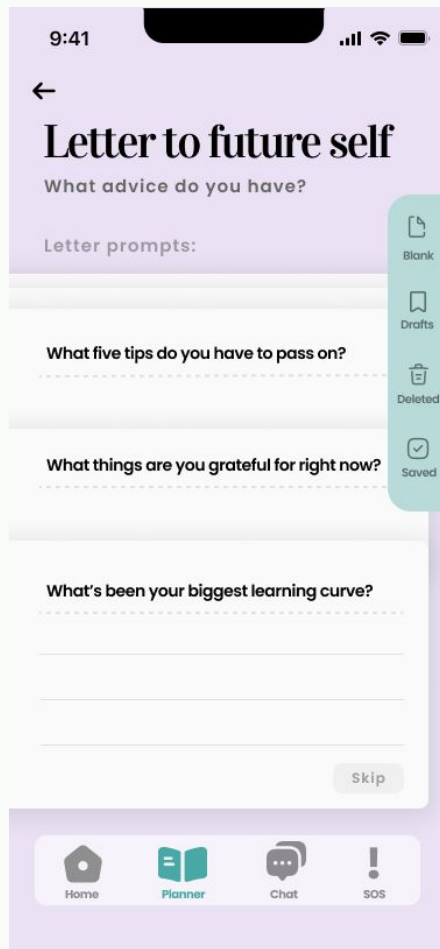 9:41
Letter to future self
What advice do you have?
Letter prompts:
Blank
Drafts
Deleted
Saved
What five tips do you have to pass on?
What things are you grateful for right now?
What's been your biggest learning curve?
Skip
Home
Planner
Chat
SOS